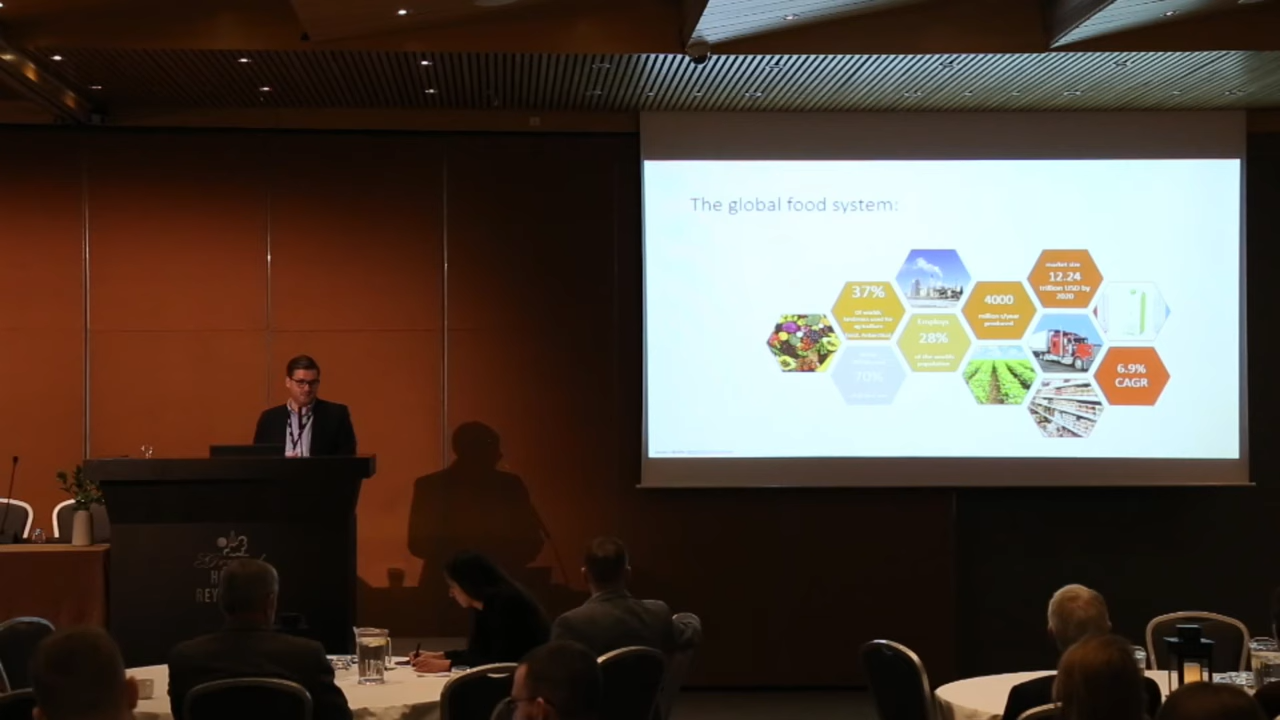 The global food system:
37%
Of worlds
landmass used for
agriculture
Employs
28%
of the world's
population
70%
4000
million t/year
produced
market size
12.24
trillion USD by
2020
6.9%
CAGR